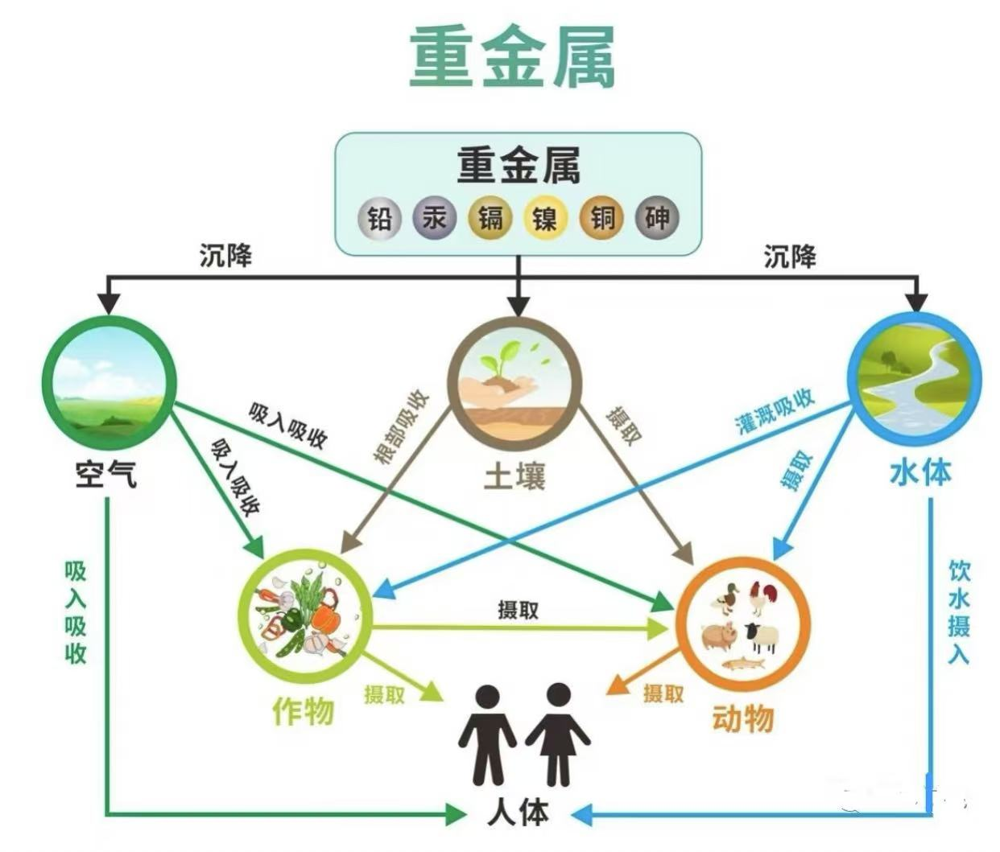 重金属
重金属
铅 汞 镉 镍 铜 砷
沉降
沉降
吸入吸收
吸入吸收
根部吸收
摄取
灌溉吸收
摄取
空气
土壤
水体
吸入吸收
饮水摄入
摄取
摄取
摄取
作物
动物
人体